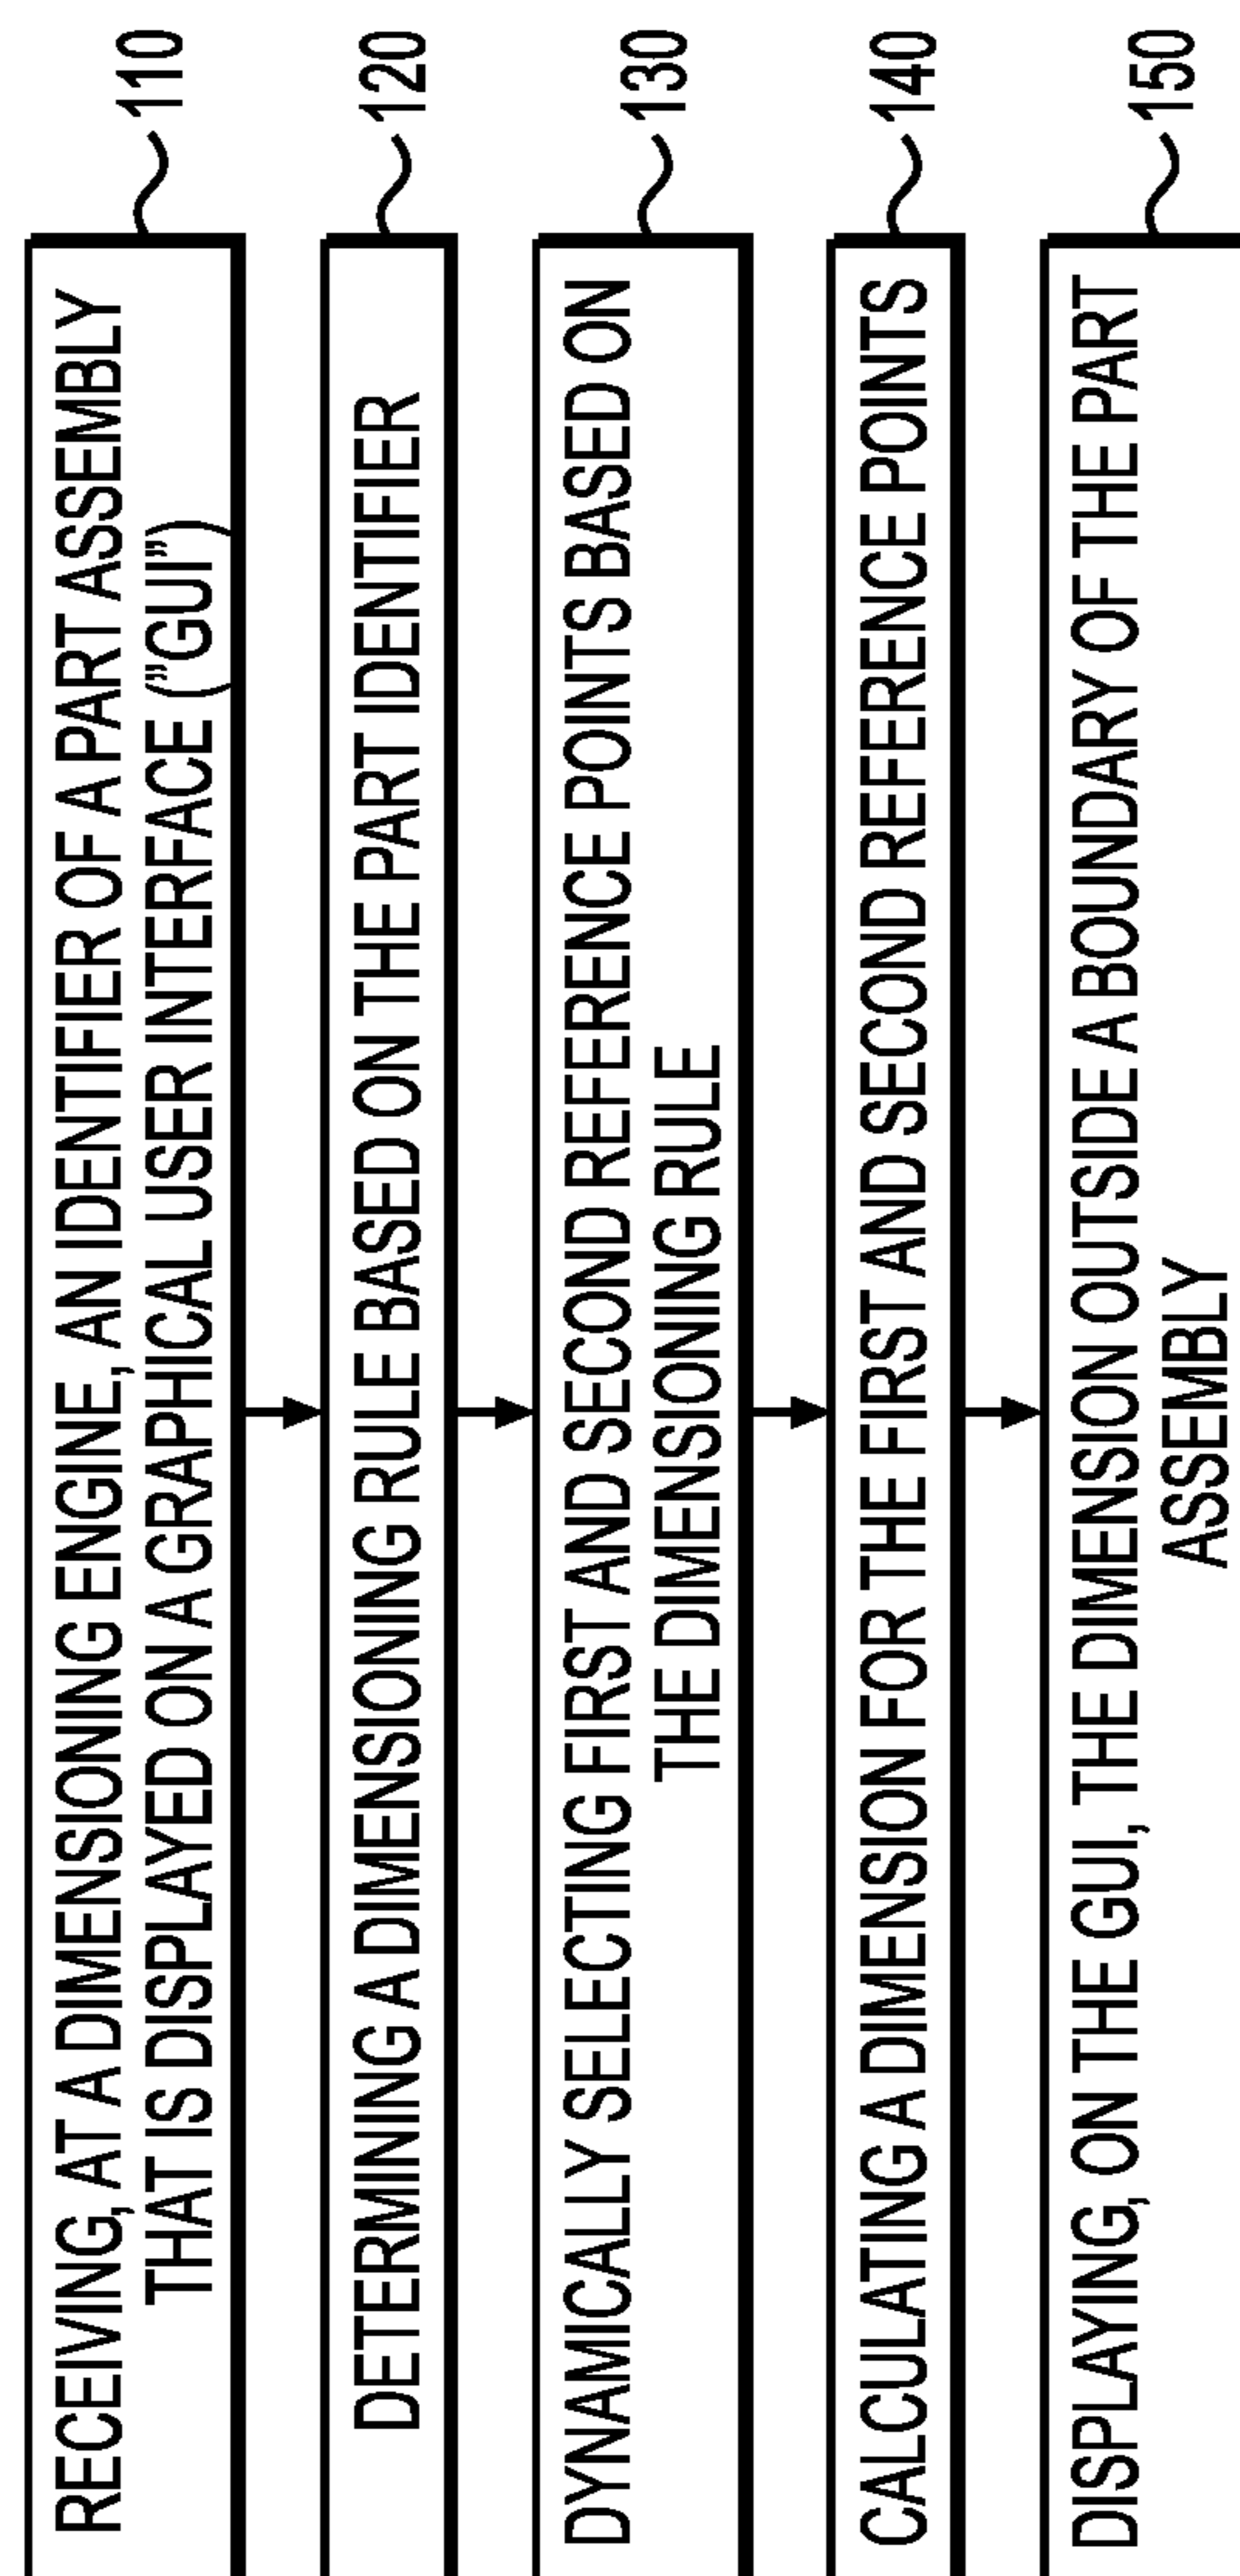 RECEIVING, AT A DIMENSIONING ENGINE, AN IDENTIFIER OF A PART ASSEMBLY
THAT IS DISPLAYED ON A GRAPHICAL USER INTERFACE ("GUI")
110
DETERMINING A DIMENSIONING RULE BASED ON THE PART IDENTIFIER
120
DYNAMICALLY SELECTING FIRST AND SECOND REFERENCE POINTS BASED ON
THE DIMENSIONING RULE
130
CALCULATING A DIMENSION FOR THE FIRST AND SECOND REFERENCE POINTS
140
DISPLAYING, ON THE GUI, THE DIMENSION OUTSIDE A BOUNDARY OF THE PART
ASSEMBLY
150